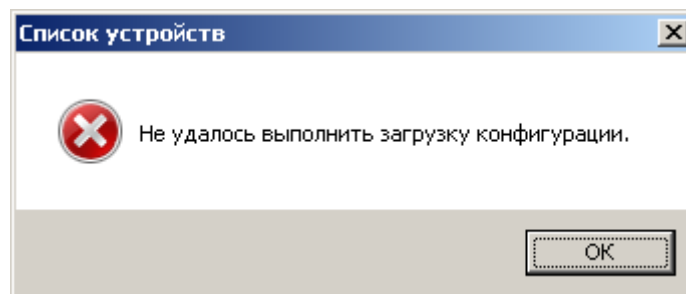 Список устройств
Не удалось выполнить загрузку конфигурации.
OK